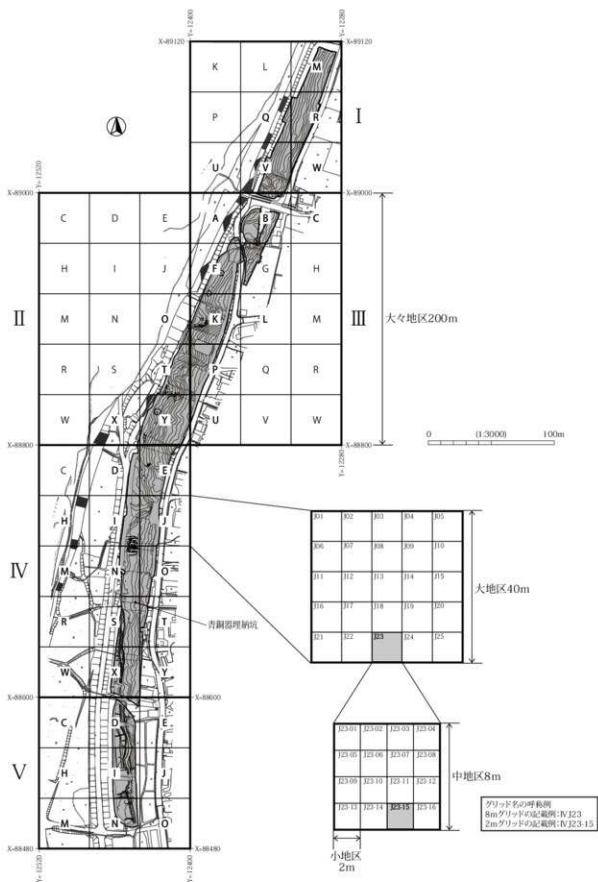 Y=12400
Y=12280
X=89120
X=89120
K L M
P Q R I
U V W
Y=12520
X=89000
X=89000
C D E A B C
H I J F G H
II M N O K L M III
大々地区200m
R S T P Q R
W X Y U V W
X=88800
X=88800
Y=12280
0 (1:3000) 100m
C D E
H I J
IV M N O
R S T
青銅器埋納坑
W X Y
X=88600
X=88600
C D E
V H I J
M N O
X=88480
X=88480
Y=12520
Y=12400
J01 J02 J03 J04 J05
J06 J07 J08 J09 J10
J11 J12 J13 J14 J15
J16 J17 J18 J19 J20
J21 J22 J23 J24 J25
大地区40m
J23-01 J23-02 J23-03 J23-04
J23-05 J23-06 J23-07 J23-08
J23-09 J23-10 J23-11 J23-12
J23-13 J23-14 J23-15 J23-16
中地区8m
小地区
2m
グリッド名の呼称例
8mグリッドの記載例:IVJ23
2mグリッドの記載例:IVJ23-15